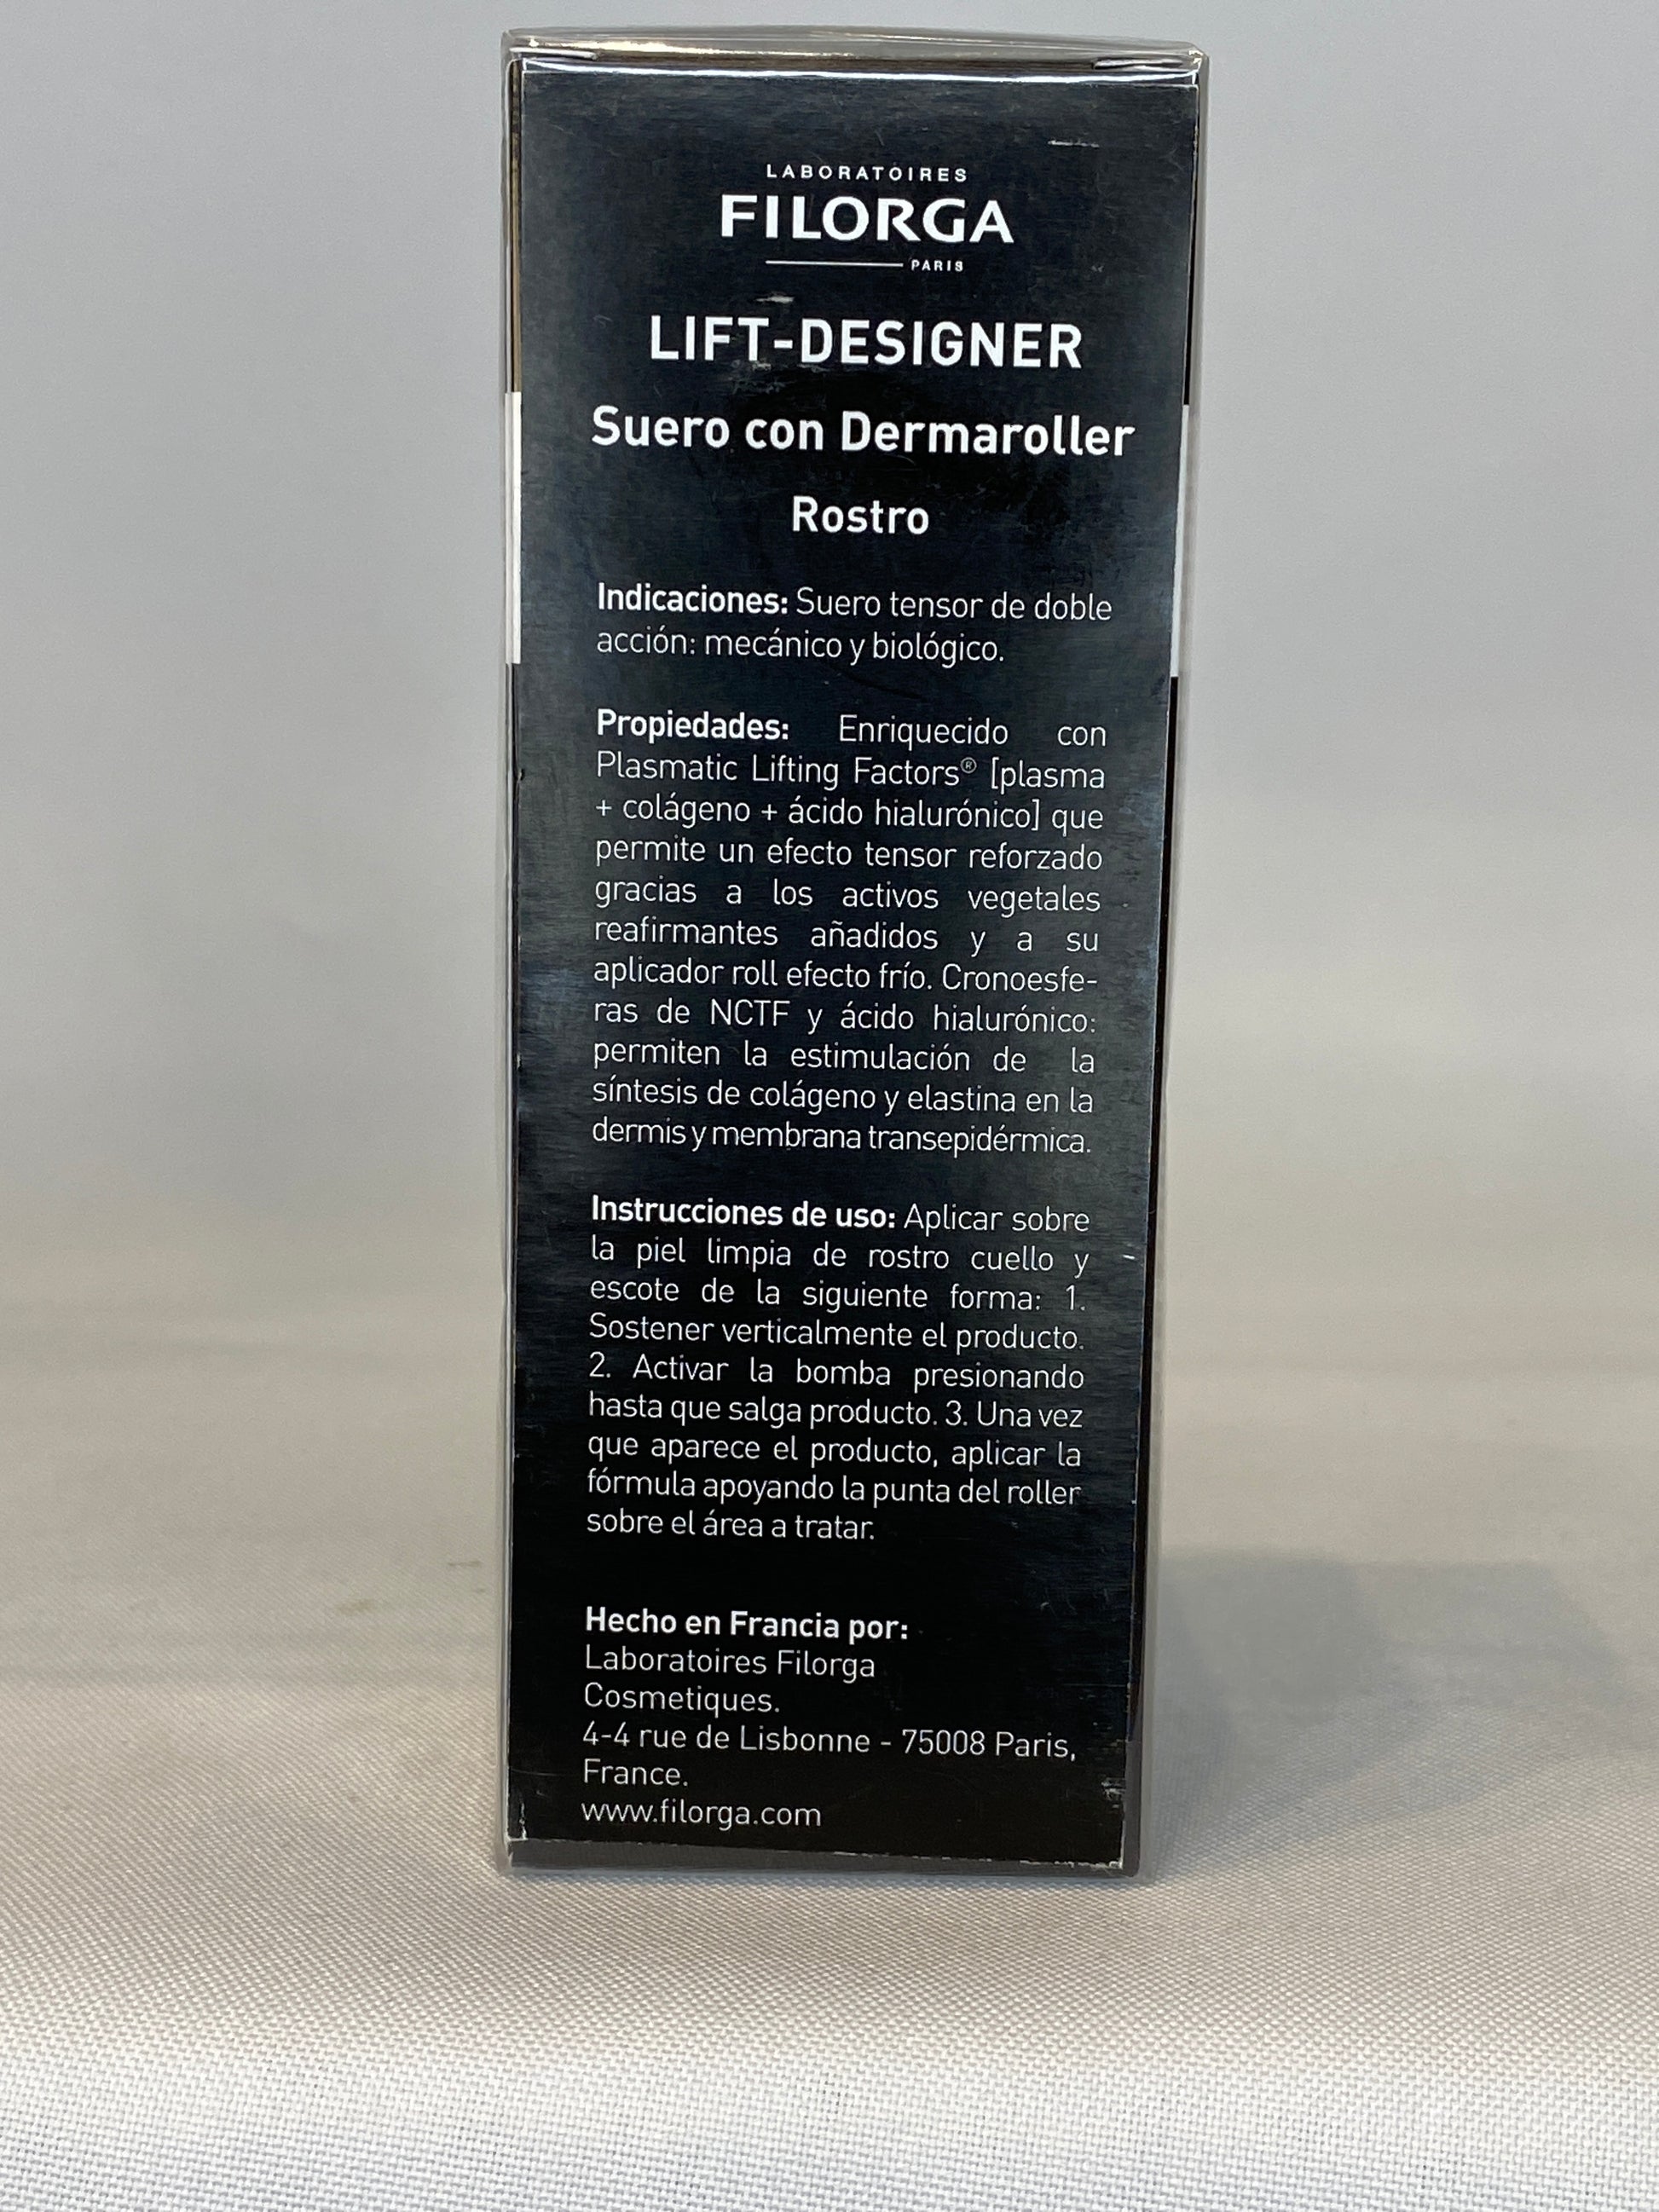 LABORATOIRES
FILORGA
PARIS
LIFT-DESIGNER
Suero con Dermaroller
Rostro
Indicaciones: Suero tensor de doble
acción: mecánico y biológico.
Propiedades: Enriquecido con
Plasmatic Lifting Factors® [plasma
+ colágeno + ácido hialurónico] que
permite un efecto tensor reforzado
gracias a los activos vegetales
reafirmantes añadidos y a su
aplicador roll efecto frío. Cronoesfe-
ras de NCTF y ácido hialurónico:
permiten la estimulación de la
síntesis de colágeno y elastina en la
dermis y membrana transepidérmica.
Instrucciones de uso: Aplicar sobre
la piel limpia de rostro cuello y
escote de la siguiente forma: 1.
Sostener verticalmente el producto.
2. Activar la bomba presionando
hasta que salga producto. 3. Una vez
que aparece el producto, aplicar la
fórmula apoyando la punta del roller
sobre el área a tratar.
Hecho en Francia por:
Laboratoires Filorga
Cosmetiques.
4-4 rue de Lisbonne - 75008 Paris,
France.
www.filorga.com